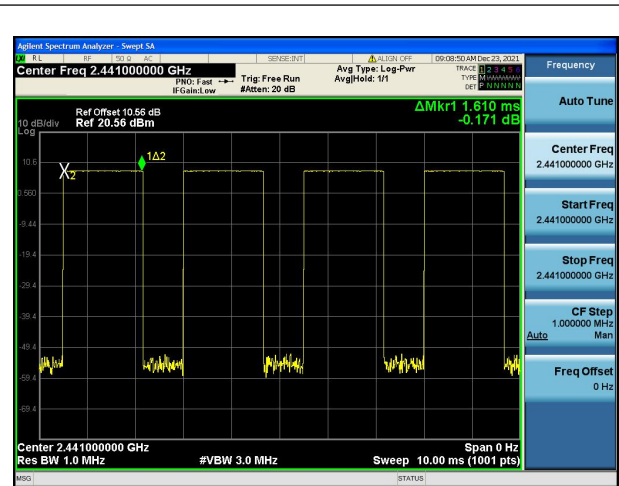 Agilent Spectrum Analyzer - Swept SA
RL RF 50 Ω AC SENSE:INT ALIGN OFF 09:03:50 AM Dec 23, 2021
Center Freq 2.441000000 GHz
PNO: Fast
IFGain:Low
Trig: Free Run
#Atten: 20 dB
Avg Type: Log-Pwr
Avg|Hold: 1/1
TRACE 1 2 3 4 5 6
TYPE M
DET P N N N N N
Frequency
Auto Tune
Center Freq
2.441000000 GHz
Start Freq
2.441000000 GHz
Stop Freq
2.441000000 GHz
CF Step
1.000000 MHz
Auto Man
Freq Offset
0 Hz
Ref Offset 10.56 dB
10 dB/div Ref 20.56 dBm
Log
ΔMkr1 1.610 ms
-0.171 dB
1Δ2
X2
10.6
0.560
-9.44
-19.4
-29.4
-39.4
-49.4
-59.4
-69.4
Center 2.441000000 GHz Span 0 Hz
Res BW 1.0 MHz #VBW 3.0 MHz Sweep 10.00 ms (1001 pts)
MSG STATUS